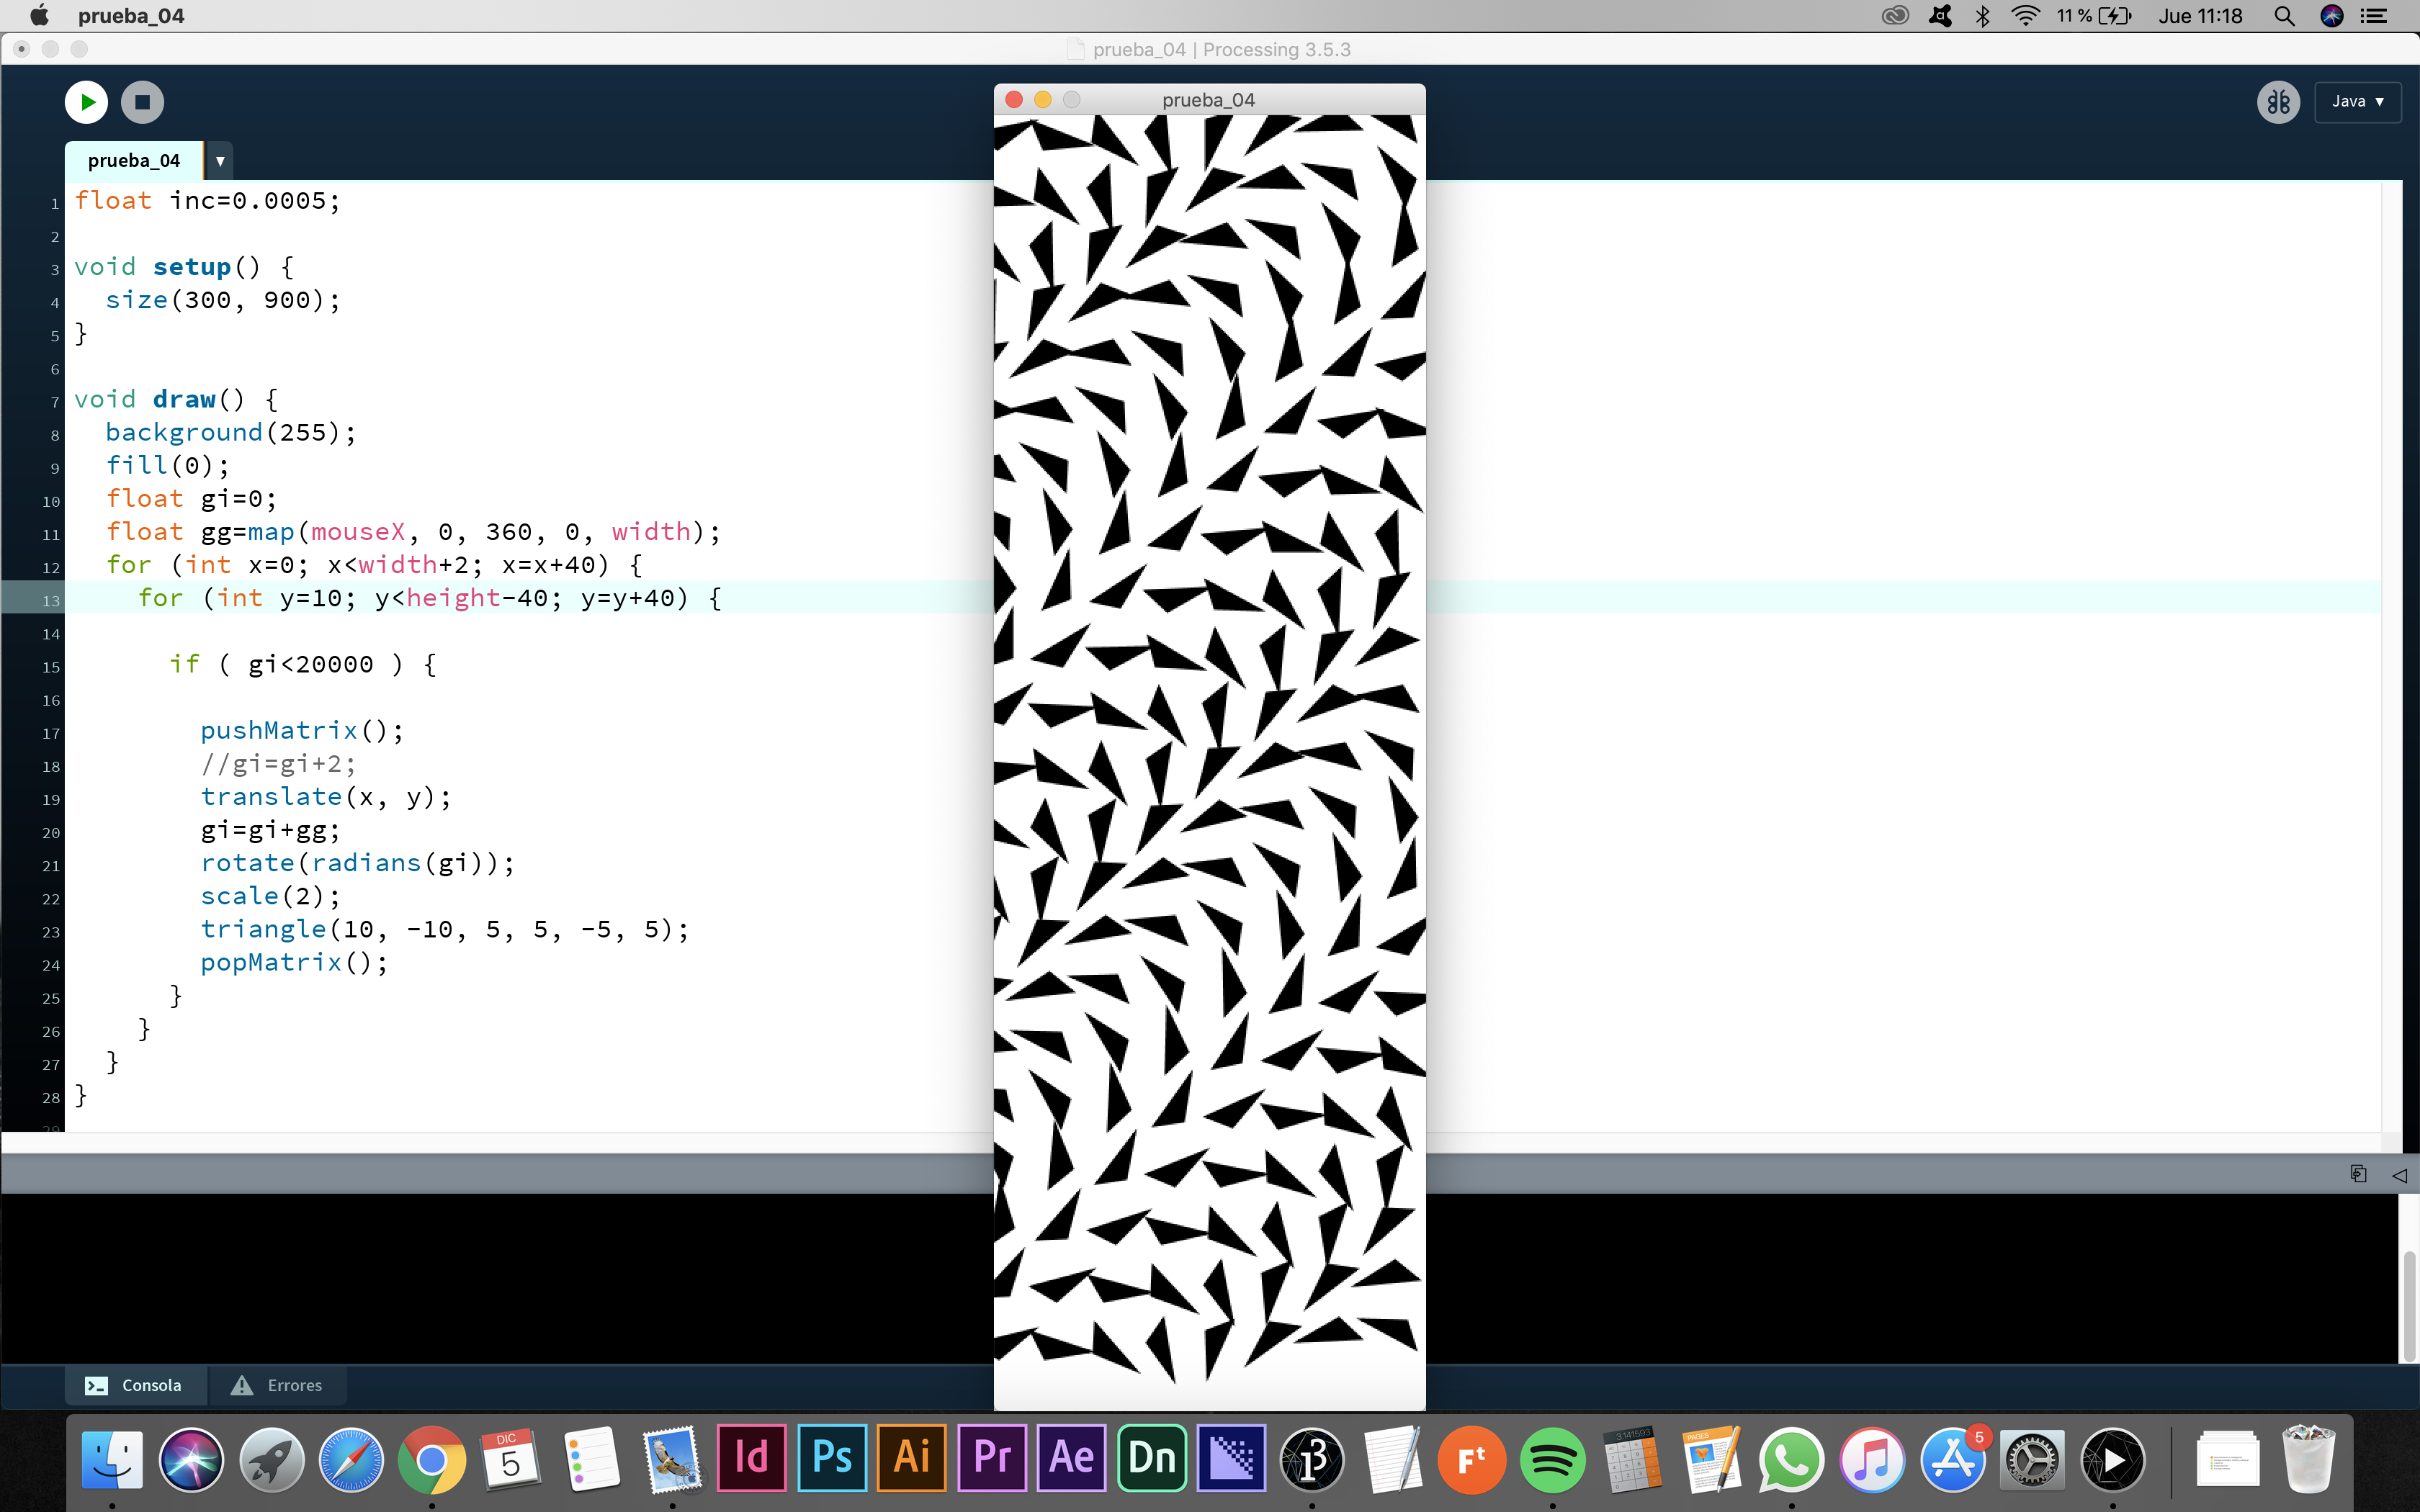 prueba_04
11 %
Jue 11:18
prueba_04 | Processing 3.5.3
Java ▼
prueba_04 ▼
prueba_04
1 float inc=0.0005;
2
3 void setup() {
4 size(300, 900);
5 }
6
7 void draw() {
8 background(255);
9 fill(0);
10 float gi=0;
11 float gg=map(mouseX, 0, 360, 0, width);
12 for (int x=0; x<width+2; x=x+40) {
13 for (int y=10; y<height-40; y=y+40) {
14
15 if ( gi<20000 ) {
16
17 pushMatrix();
18 //gi=gi+2;
19 translate(x, y);
20 gi=gi+gg;
21 rotate(radians(gi));
22 scale(2);
23 triangle(10, -10, 5, 5, -5, 5);
24 popMatrix();
25 }
26 }
27 }
28 }
29
Consola
Errores
DIC
5
Id
Ps
Ai
Pr
Ae
Dn
13
Ft
3.141593
PAGES
5